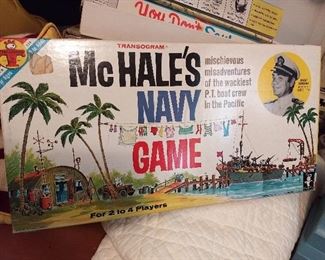 You Don't
TRANSOGRAM
McHALE'S
NAVY
GAME
mischievous
misadventures
of the wackiest
P.T. boat crew
in the Pacific
For 2 to 4 Players